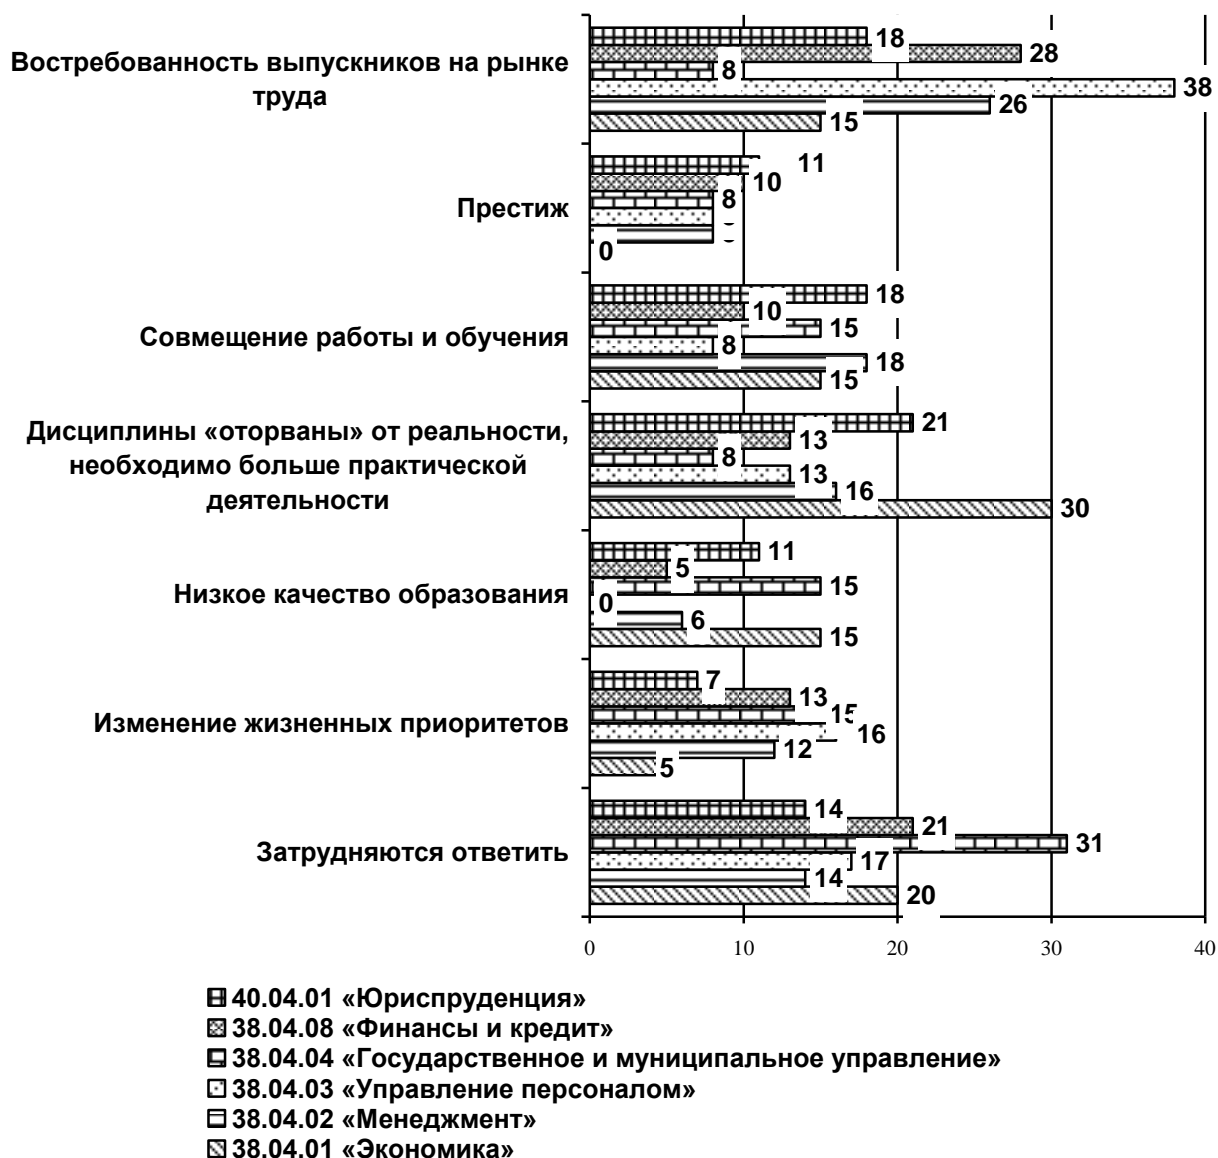 18
28
Востребованность выпускников на рынке
труда
8
38
26
15
11
10
Престиж
8
0
18
10
Совмещение работы и обучения
15
8
18
15
21
Дисциплины «оторваны» от реальности,
необходимо больше практической
деятельности
13
8
13
16
30
11
5
Низкое качество образования
15
0
6
15
7
13
Изменение жизненных приоритетов
15
16
12
5
14
21
Затрудняются ответить
31
17
14
20
0 10 20 30 40
40.04.01 «Юриспруденция»
38.04.08 «Финансы и кредит»
38.04.04 «Государственное и муниципальное управление»
38.04.03 «Управление персоналом»
38.04.02 «Менеджмент»
38.04.01 «Экономика»